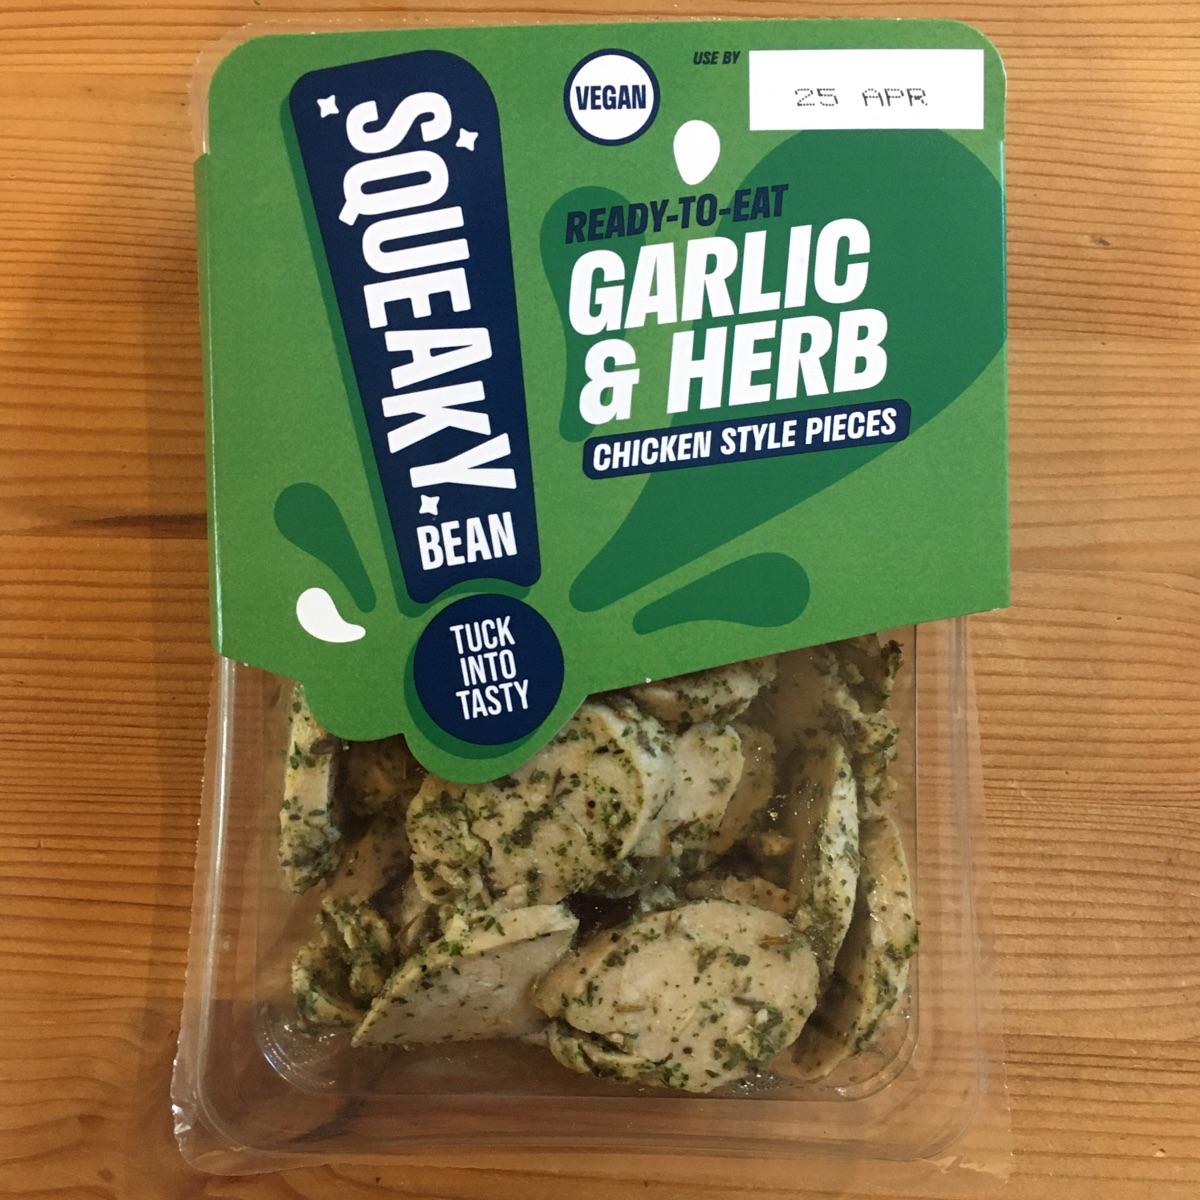 SQUEAKY
BEAN
TUCK
INTO
TASTY
VEGAN
USE BY
25 APR
READY-TO-EAT
GARLIC
& HERB
CHICKEN STYLE PIECES